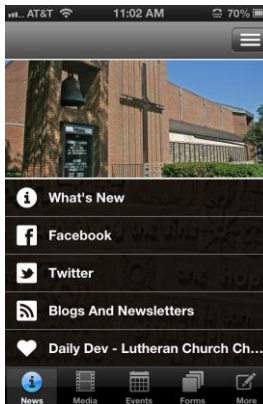 AT&T 11:02 AM 70%
What's New
Facebook
Twitter
Blogs And Newsletters
Daily Dev - Lutheran Church Ch...
News Media Events Forms More